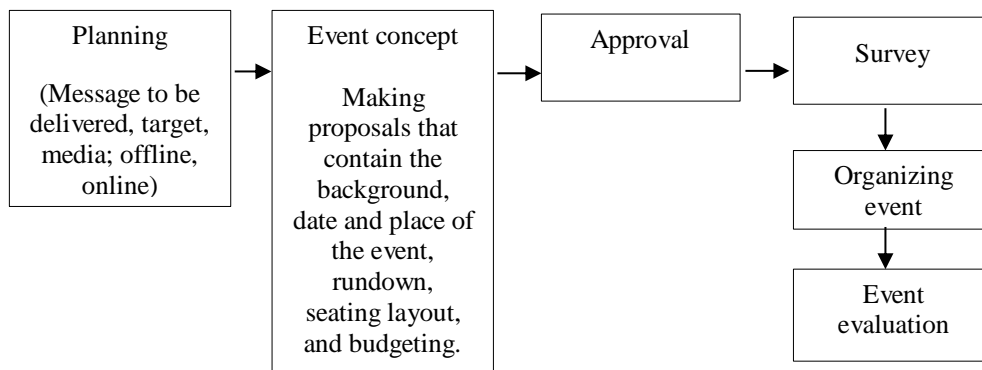 Planning
(Message to be
delivered, target,
media; offline,
online)
Event concept
Making
proposals that
contain the
background,
date and place of
the event,
rundown,
seating layout,
and budgeting.
Approval
Survey
Organizing
event
Event
evaluation